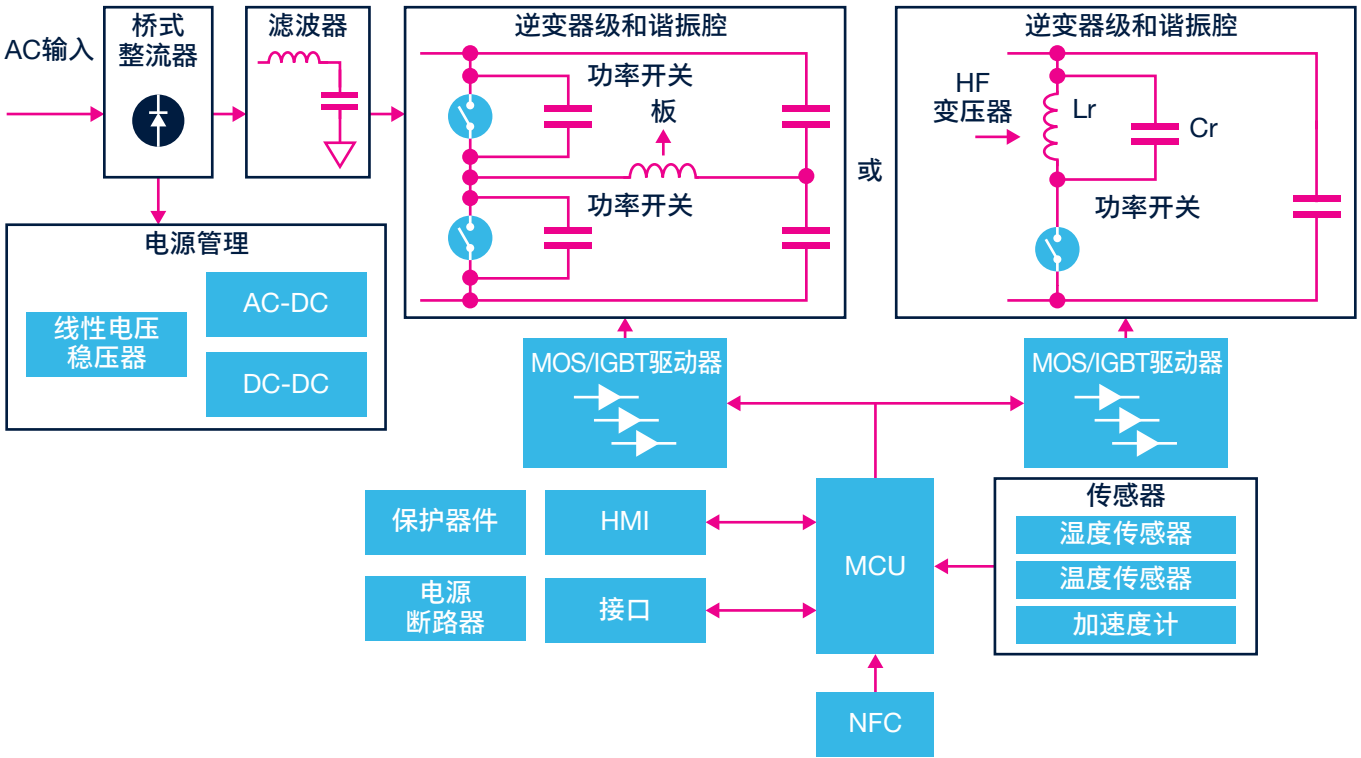 AC输入
桥式
整流器
滤波器
逆变器级和谐振腔
功率开关
板
功率开关
或
逆变器级和谐振腔
HF
变压器
Lr
Cr
功率开关
电源管理
线性电压
稳压器
AC-DC
DC-DC
MOS/IGBT驱动器
MOS/IGBT驱动器
保护器件
HMI
电源
断路器
接口
MCU
传感器
湿度传感器
温度传感器
加速度计
NFC